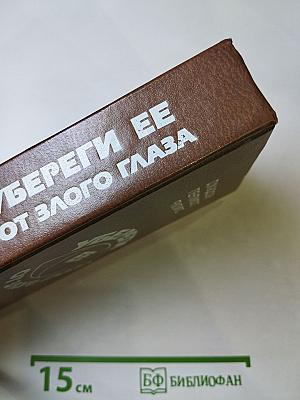 УБЕРЕГИ ЕЕ
ОТ ЗЛОГО ГЛАЗА
15 см
БФ БИБЛИОФАН